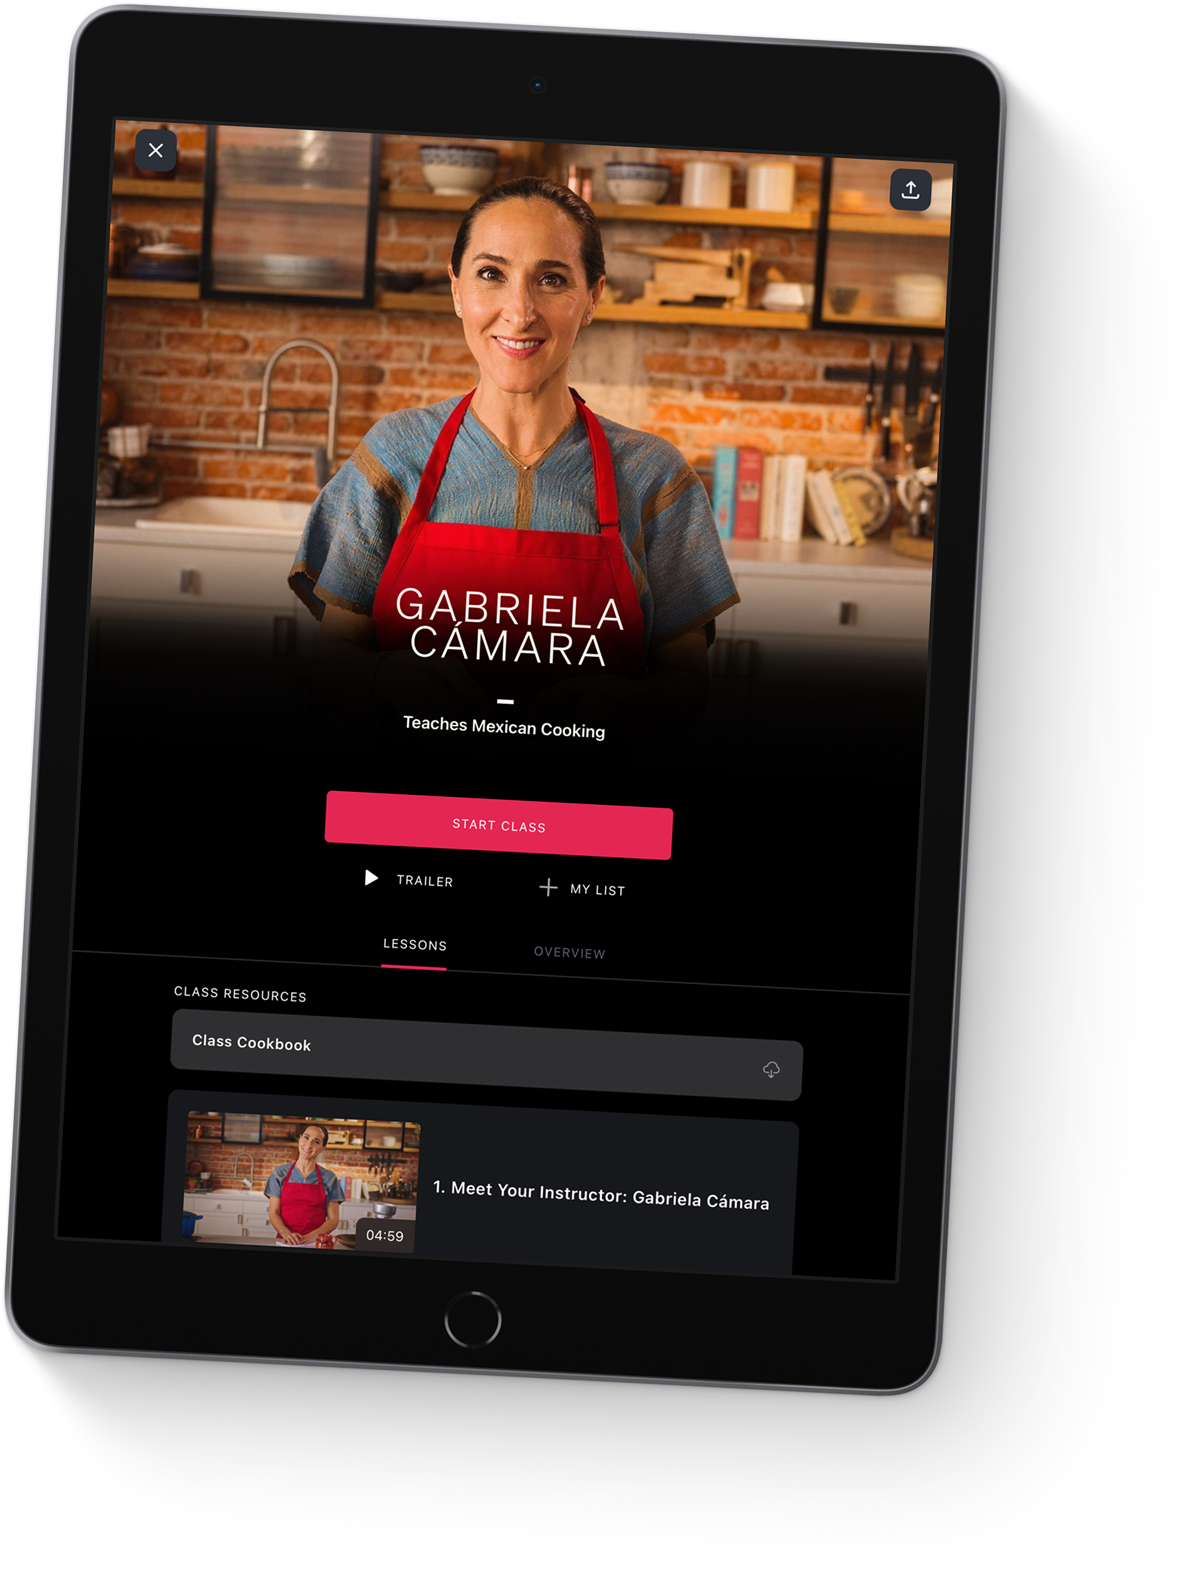 GABRIELA
CÁMARA
Teaches Mexican Cooking
START CLASS
TRAILER
MY LIST
LESSONS
OVERVIEW
CLASS RESOURCES
Class Cookbook
04:59
1. Meet Your Instructor: Gabriela Cámara